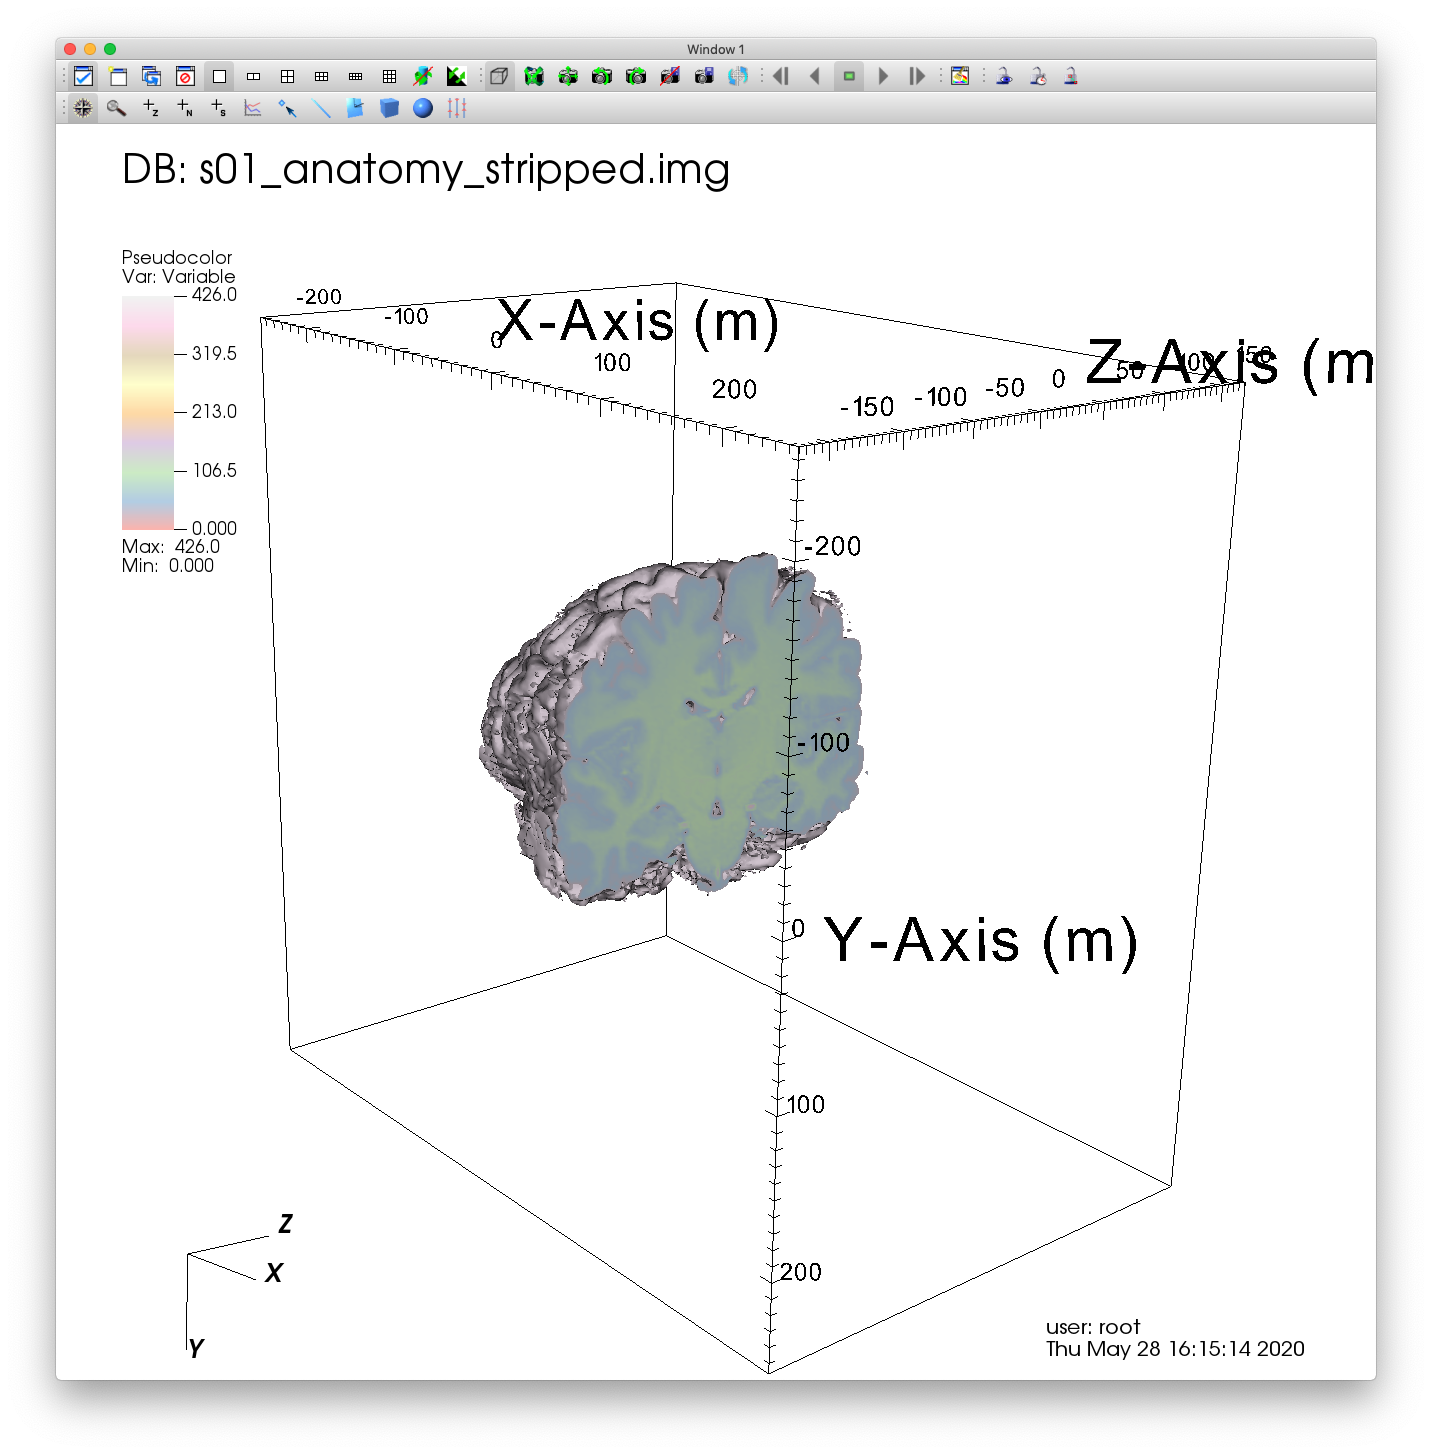 Window 1
DB: s01_anatomy_stripped.img
Pseudocolor
Var: Variable
426.0
319.5
213.0
106.5
0.000
Max: 426.0
Min: 0.000
-200
-100
0
100
200
X-Axis (m)
-150
-100
-50
0
50
100
150
Z-Axis (m
-200
-100
0
100
200
Y-Axis (m)
Z
X
Y
user: root
Thu May 28 16:15:14 2020